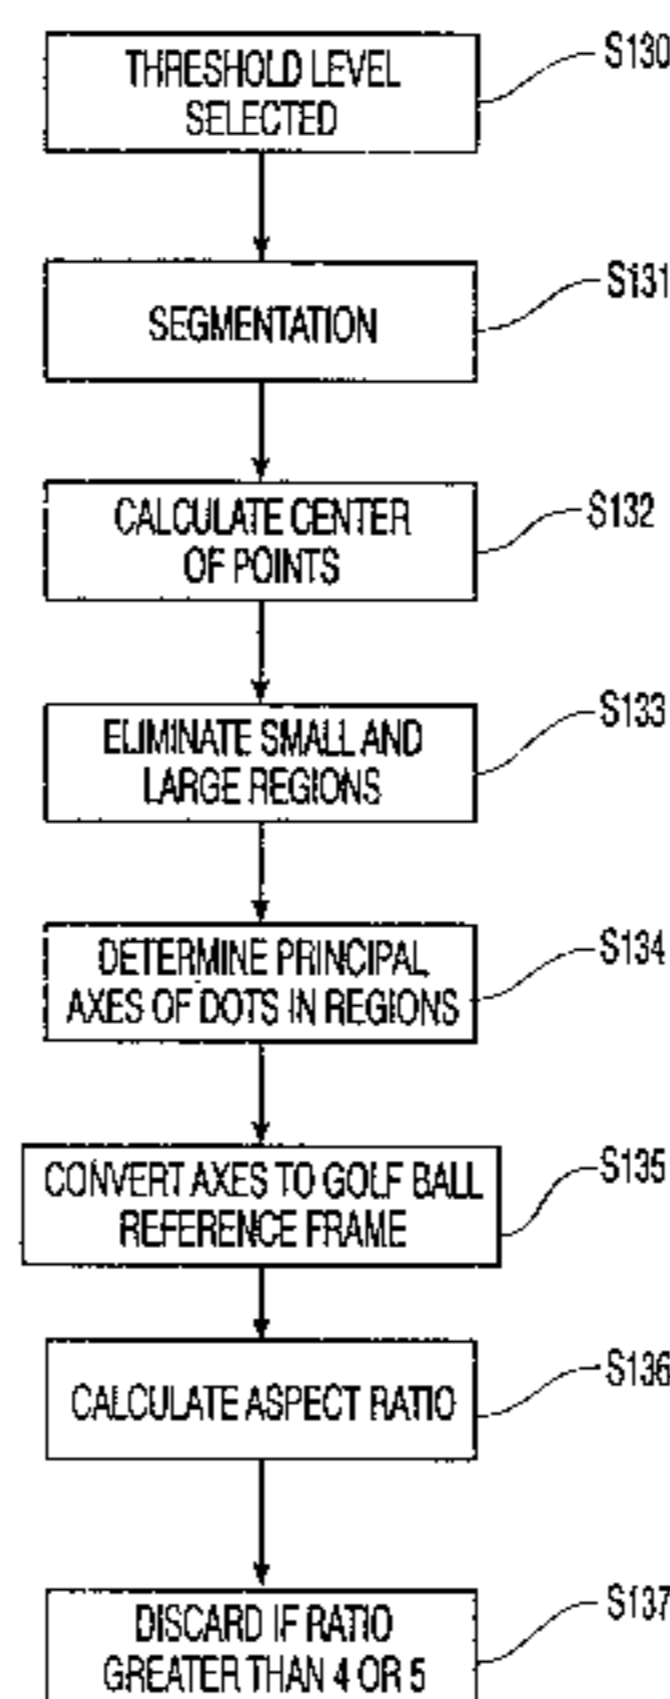 THRESHOLD LEVEL
SELECTED
S130
SEGMENTATION
S131
CALCULATE CENTER
OF POINTS
S132
ELIMINATE SMALL AND
LARGE REGIONS
S133
DETERMINE PRINCIPAL
AXES OF DOTS IN REGIONS
S134
CONVERT AXES TO GOLF BALL
REFERENCE FRAME
S135
CALCULATE ASPECT RATIO
S136
DISCARD IF RATIO
GREATER THAN 4 OR 5
S137